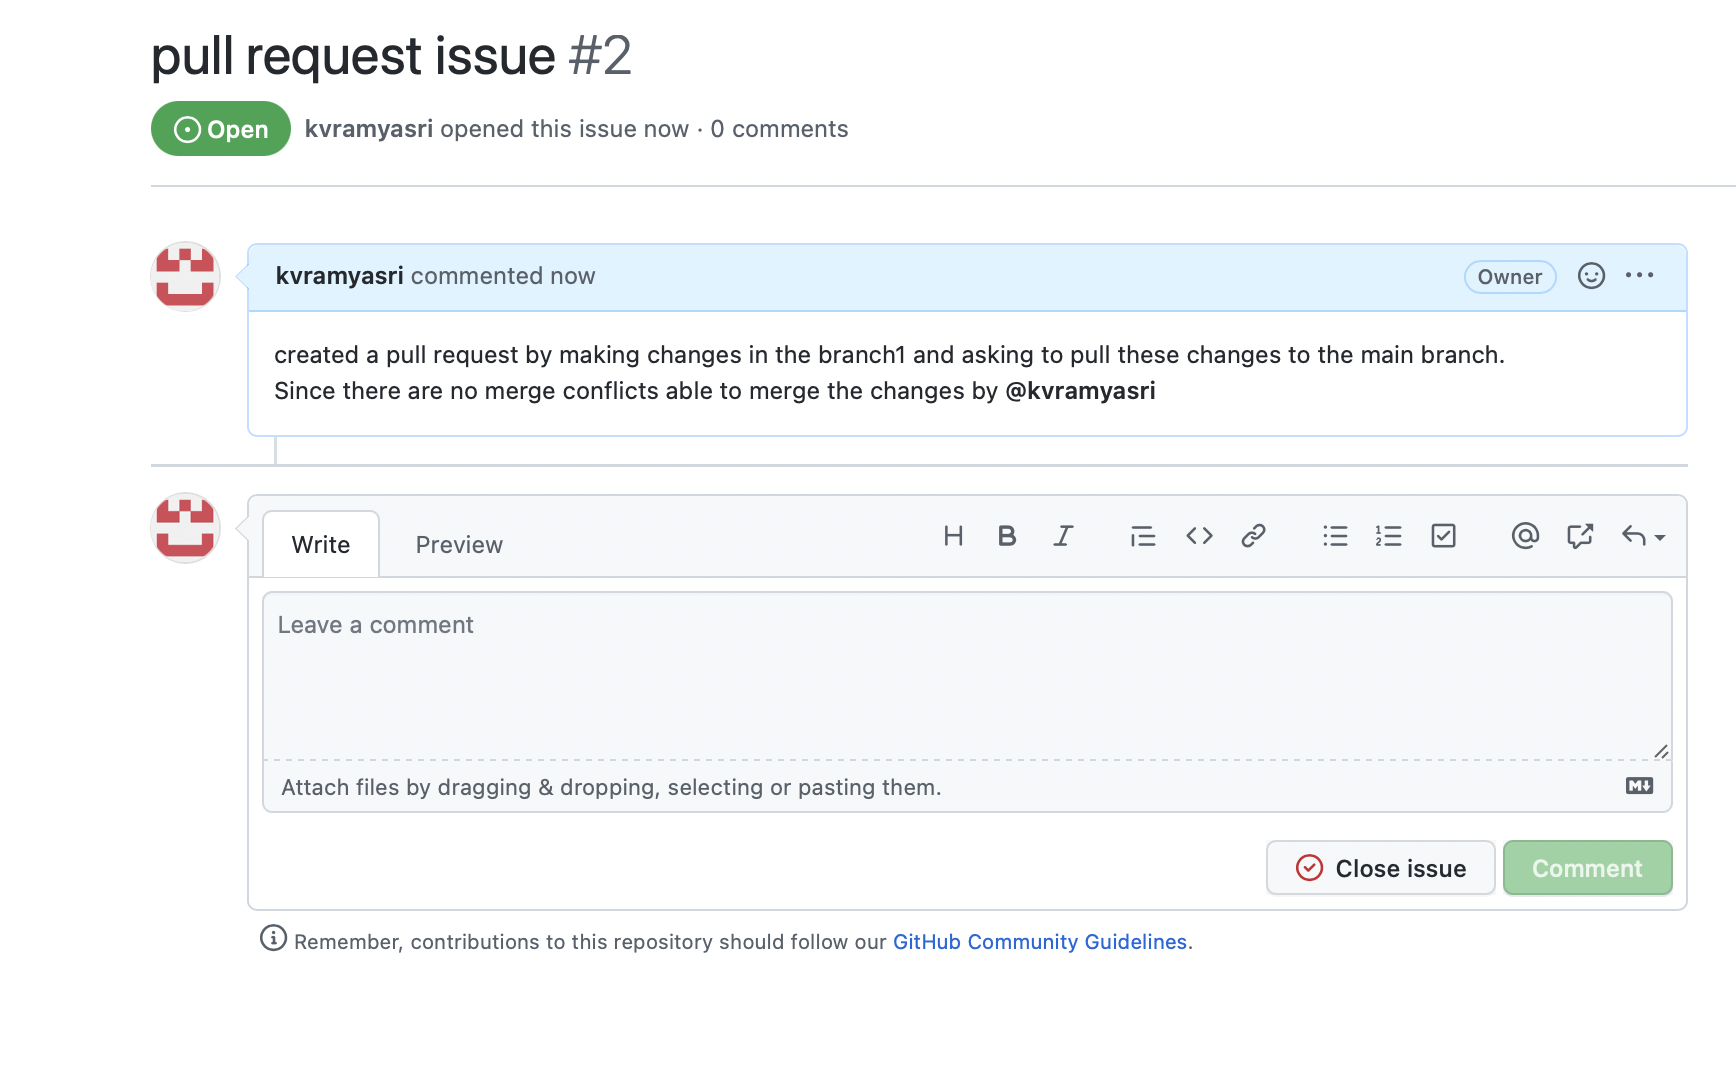 pull request issue #2
Open kvramyasri opened this issue now · 0 comments
kvramyasri commented now Owner
created a pull request by making changes in the branch1 and asking to pull these changes to the main branch.
Since there are no merge conflicts able to merge the changes by @kvramyasri
Write Preview
Leave a comment
Attach files by dragging & dropping, selecting or pasting them.
Close issue Comment
Remember, contributions to this repository should follow our GitHub Community Guidelines.